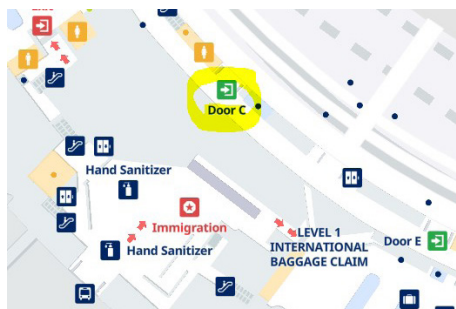 Door C
Hand Sanitizer
Immigration
Hand Sanitizer
LEVEL 1
INTERNATIONAL
BAGGAGE CLAIM
Door E